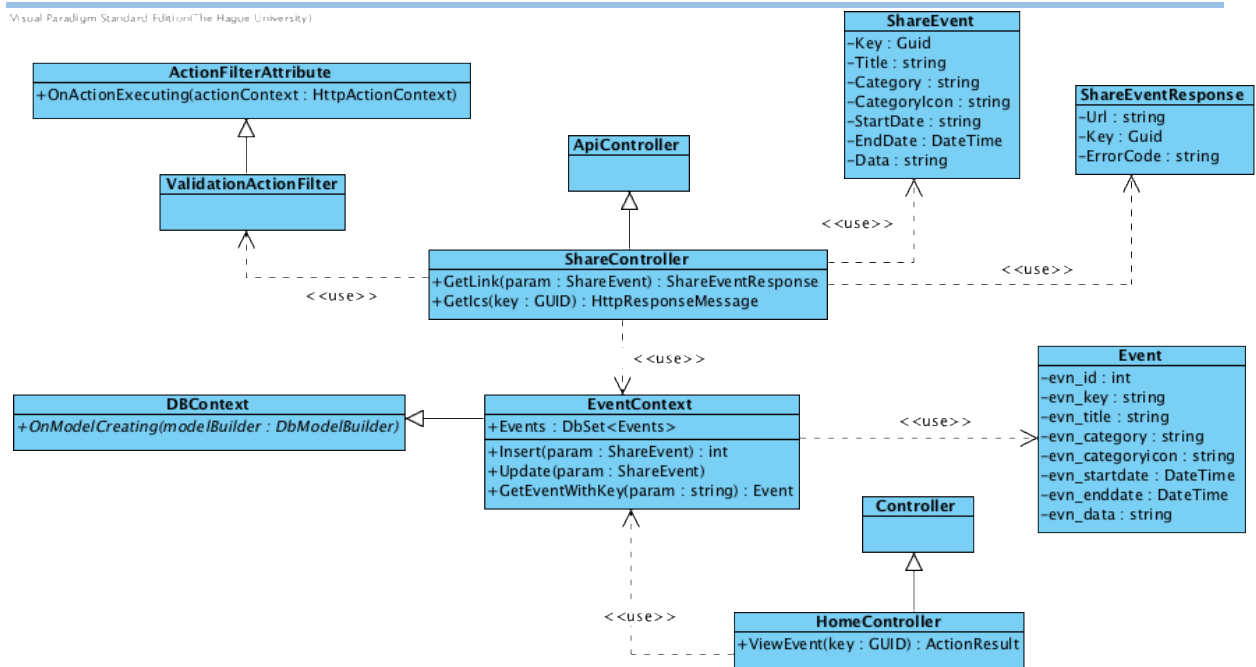 Visual Paradigm Standard Edition(The Hague University)
ShareEvent
-Key : Guid
-Title : string
-Category : string
-CategoryIcon : string
-StartDate : string
-EndDate : DateTime
-Data : string
ShareEventResponse
-Url : string
-Key : Guid
-ErrorCode : string
ActionFilterAttribute
+OnActionExecuting(actionContext : HttpActionContext)
ApiController
ValidationActionFilter
<<use>>
<<use>>
<<use>>
ShareController
+GetLink(param : ShareEvent) : ShareEventResponse
+GetIcs(key : GUID) : HttpResponseMessage
<<use>>
DBContext
+OnModelCreating(modelBuilder : DbModelBuilder)
EventContext
+Events : DbSet<Events>
+Insert(param : ShareEvent) : int
+Update(param : ShareEvent)
+GetEventWithKey(param : string) : Event
<<use>>
Event
-evn_id : int
-evn_key : string
-evn_title : string
-evn_category : string
-evn_categoryicon : string
-evn_startdate : DateTime
-evn_enddate : DateTime
-evn_data : string
Controller
<<use>>
HomeController
+ViewEvent(key : GUID) : ActionResult